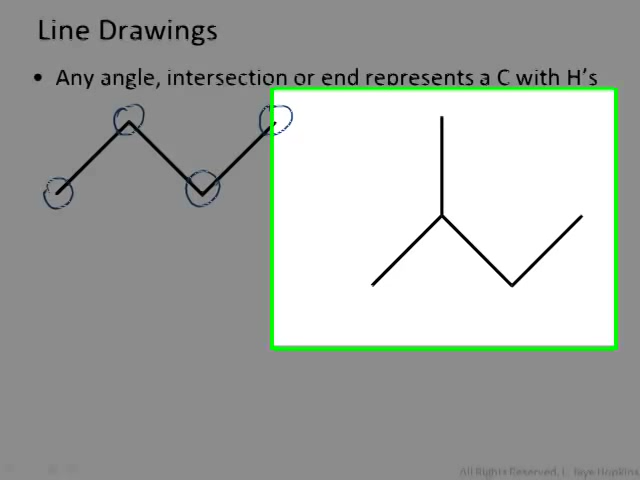 Line Drawings
• Any angle, intersection or end represents a C with H's
All Rights Reserved, L. Jaye Hopkins